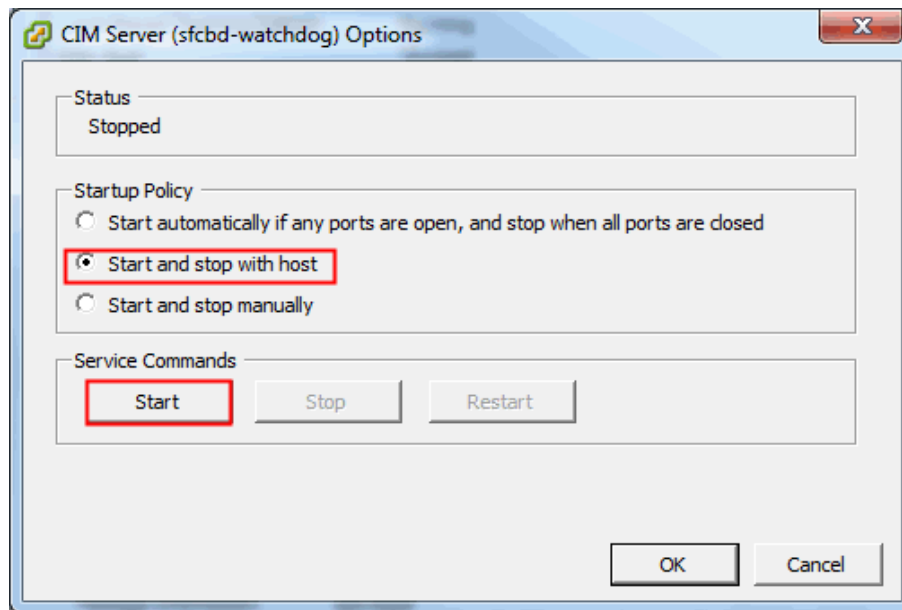 CIM Server (sfcbd-watchdog) Options
Status
Stopped
Startup Policy
Start automatically if any ports are open, and stop when all ports are closed
Start and stop with host
Start and stop manually
Service Commands
Start Stop Restart
OK Cancel